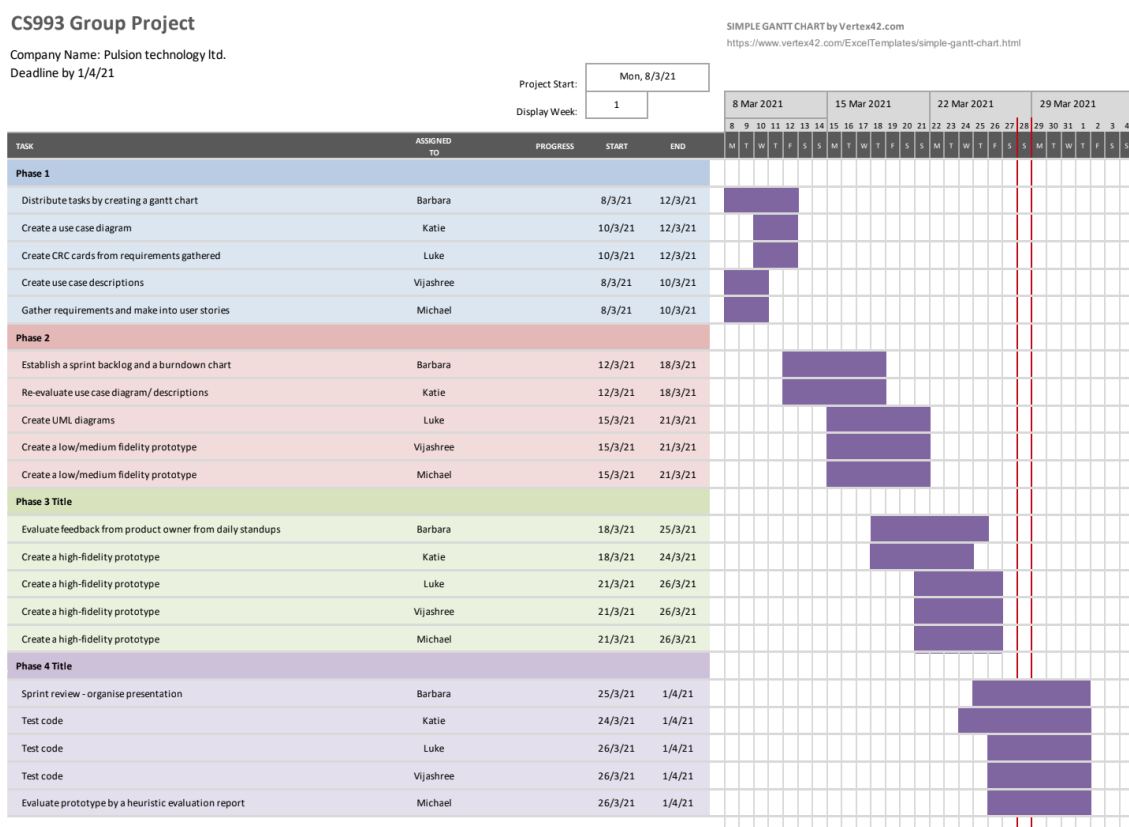 CS993 Group Project
SIMPLE GANTT CHART by Vertex42.com
https://www.vertex42.com/ExcelTemplates/simple-gantt-chart.html
Company Name: Pulsion technology ltd.
Deadline by 1/4/21
Project Start: Mon, 8/3/21
Display Week: 1
8 Mar 2021 15 Mar 2021 22 Mar 2021 29 Mar 2021
8 9 10 11 12 13 14 15 16 17 18 19 20 21 22 23 24 25 26 27 28 29 30 31 1 2 3 4
TASK ASSIGNED TO PROGRESS START END M T W T F S S M T W T F S S M T W T F S S M T W T F S S
Phase 1
Distribute tasks by creating a gantt chart Barbara 8/3/21 12/3/21
Create a use case diagram Katie 10/3/21 12/3/21
Create CRC cards from requirements gathered Luke 10/3/21 12/3/21
Create use case descriptions Vijashree 8/3/21 10/3/21
Gather requirements and make into user stories Michael 8/3/21 10/3/21
Phase 2
Establish a sprint backlog and a burndown chart Barbara 12/3/21 18/3/21
Re-evaluate use case diagram/ descriptions Katie 12/3/21 18/3/21
Create UML diagrams Luke 15/3/21 21/3/21
Create a low/medium fidelity prototype Vijashree 15/3/21 21/3/21
Create a low/medium fidelity prototype Michael 15/3/21 21/3/21
Phase 3 Title
Evaluate feedback from product owner from daily standups Barbara 18/3/21 25/3/21
Create a high-fidelity prototype Katie 18/3/21 24/3/21
Create a high-fidelity prototype Luke 21/3/21 26/3/21
Create a high-fidelity prototype Vijashree 21/3/21 26/3/21
Create a high-fidelity prototype Michael 21/3/21 26/3/21
Phase 4 Title
Sprint review - organise presentation Barbara 25/3/21 1/4/21
Test code Katie 24/3/21 1/4/21
Test code Luke 26/3/21 1/4/21
Test code Vijashree 26/3/21 1/4/21
Evaluate prototype by a heuristic evaluation report Michael 26/3/21 1/4/21